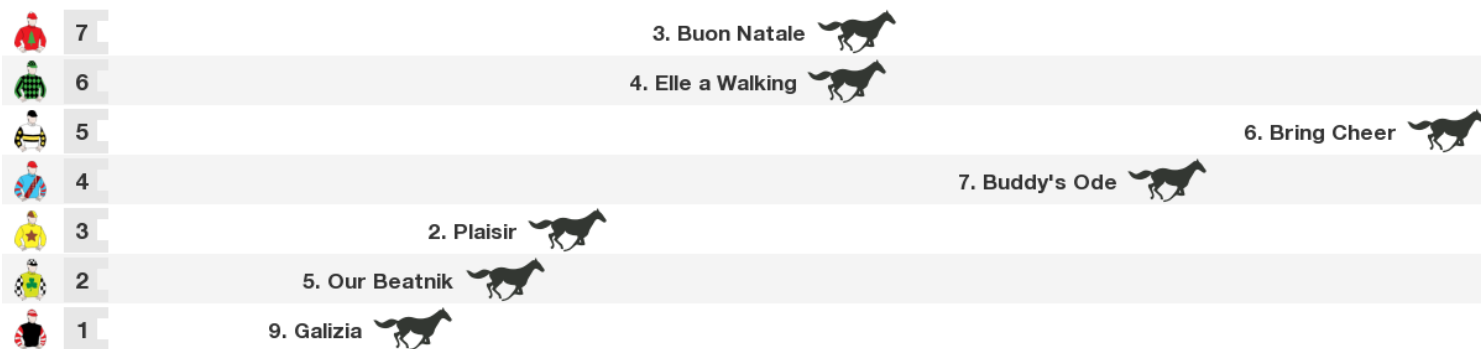 7 3. Buon Natale
6 4. Elle a Walking
5 6. Bring Cheer
4 7. Buddy's Ode
3 2. Plaisir
2 5. Our Beatnik
1 9. Galizia